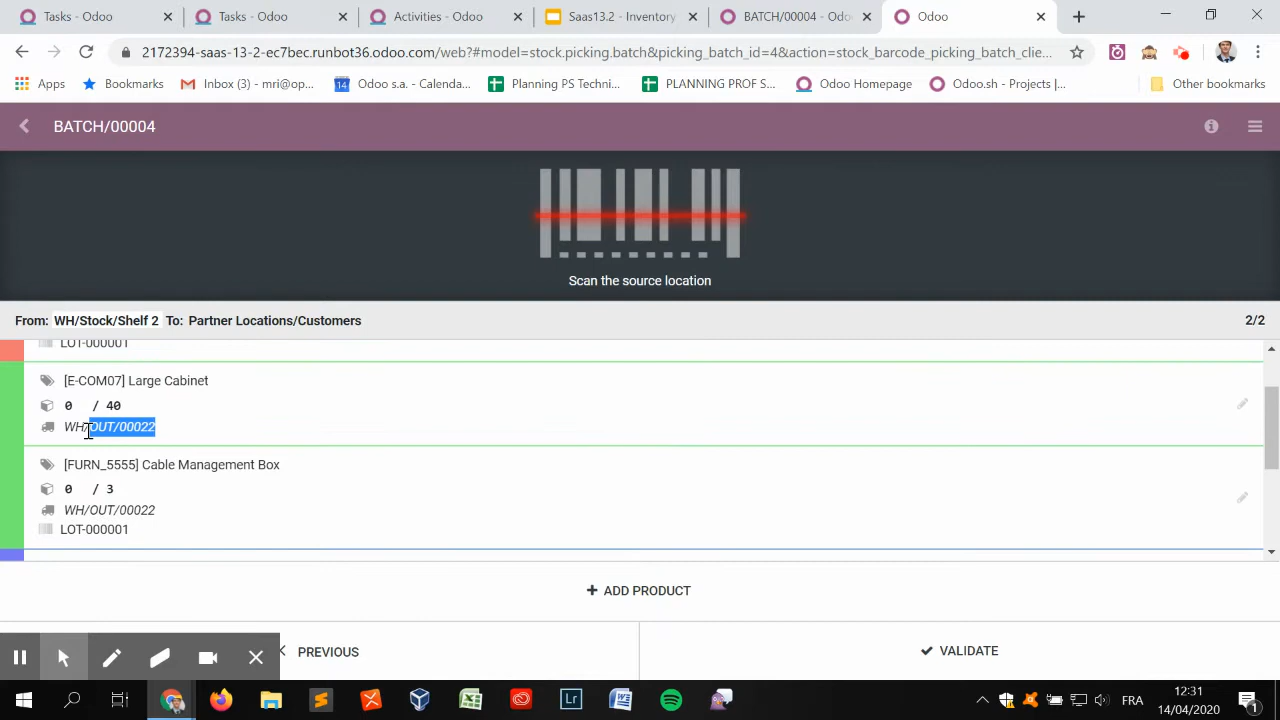 Tasks - Odoo
Tasks - Odoo
Activities - Odoo
Saas13.2 - Inventory
BATCH/00004 - Odo
Odoo
2172394-saas-13-2-ec7bec.runbot36.odoo.com/web?#model=stock.picking.batch&picking_batch_id=4&action=stock_barcode_picking_batch_clie...
Apps
Bookmarks
Inbox (3) - mri@op...
14
Odoo s.a. - Calenda...
Planning PS Techni...
PLANNING PROF S...
Odoo Homepage
Odoo.sh - Projects |...
Other bookmarks
BATCH/00004
Scan the source location
From: WH/Stock/Shelf 2 To: Partner Locations/Customers
2/2
LOT-000001
[E-COM07] Large Cabinet
0 / 40
WH/OUT/00022
[FURN_5555] Cable Management Box
0 / 3
WH/OUT/00022
LOT-000001
+ ADD PRODUCT
PREVIOUS
VALIDATE
Lr
FRA
12:31
14/04/2020
1